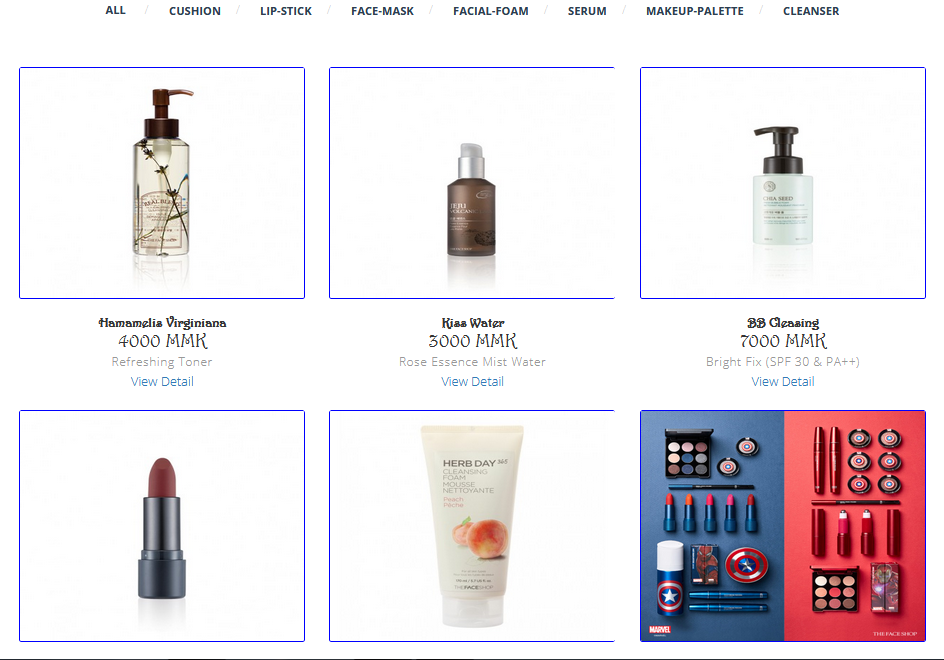 ALL / CUSHION / LIP-STICK / FACE-MASK / FACIAL-FOAM / SERUM / MAKEUP-PALETTE / CLEANSER
REAL BLEND
JEJU
VOLCANIC
CHIA SEED
Hamamelis Virginiana
4000 MMK
Refreshing Toner
View Detail
Kiss Water
3000 MMK
Rose Essence Mist Water
View Detail
BB Cleasing
7000 MMK
Bright Fix (SPF 30 & PA++)
View Detail
HERB DAY 365
CLEANSING
FOAM
MOUSSE
NETTOYANTE
Peach
Pêche
THEFACESHOP
MARVEL
THE FACE SHOP